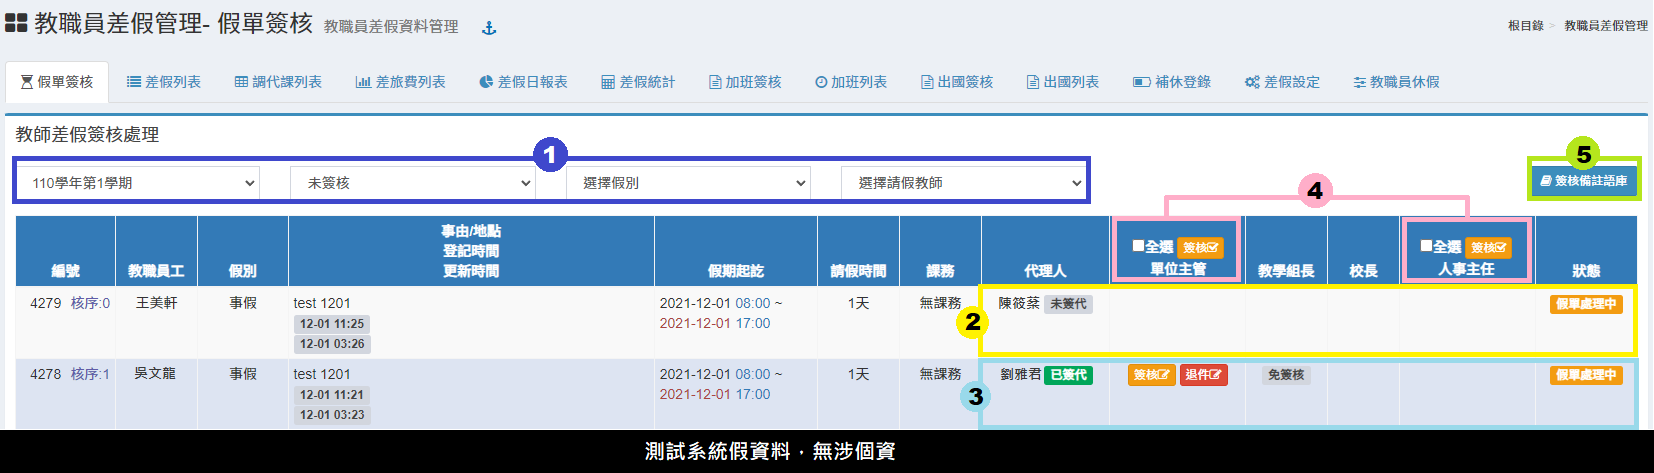 教職員差假管理- 假單簽核 教職員差假資料管理
根目錄 > 教職員差假管理
假單簽核 差假列表 調代課列表 差旅費列表 差假日報表 差假統計 加班簽核 加班列表 出國簽核 出國列表 補休登錄 差假設定 教職員休假
教師差假簽核處理
1
5
110學年第1學期 未簽核 選擇假別 選擇請假教師
簽核備註語庫
4
編號 教職員工 假別
事由/地點
登記時間
更新時間
假期起訖 請假時間 課務 代理人
全選 簽核
單位主管
教學組長 校長
全選 簽核
人事主任
狀態
4279 核序:0 王美軒 事假 test 1201 2021-12-01 08:00 ~ 1天 無課務 陳筱棻 未簽代 假單處理中
12-01 11:25 2021-12-01 17:00
12-01 03:26
2
4278 核序:1 吳文龍 事假 test 1201 2021-12-01 08:00 ~ 1天 無課務 劉雅君 已簽代 簽核 退件 免簽核 假單處理中
12-01 11:21 2021-12-01 17:00
12-01 03:23
3
測試系統假資料，無涉個資